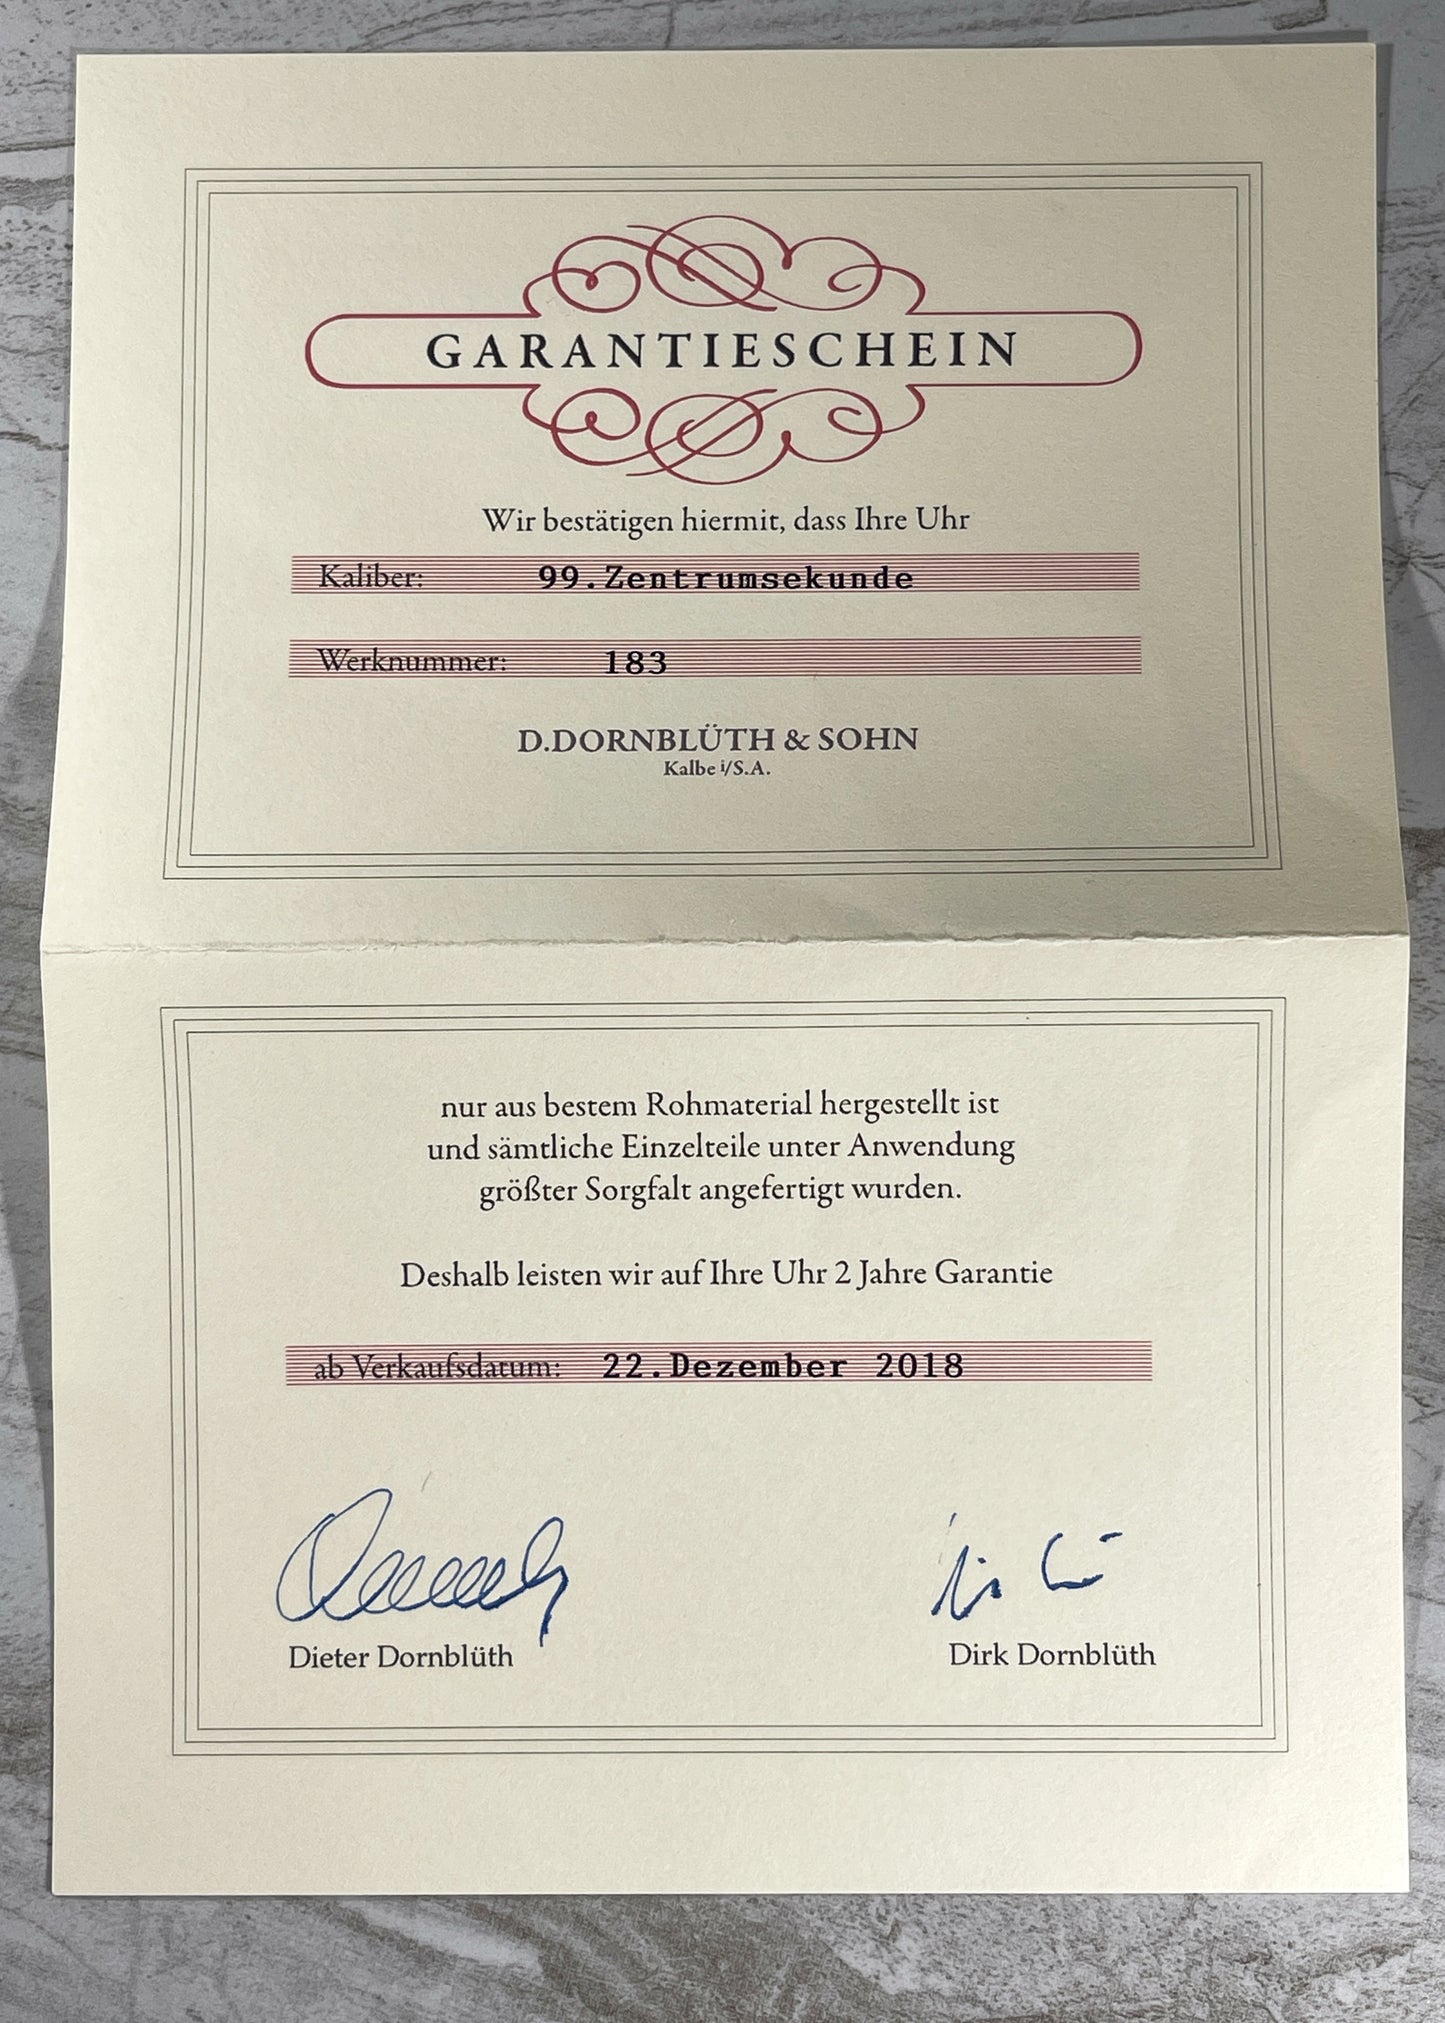 GARANTIESCHEIN
Wir bestätigen hiermit, dass Ihre Uhr
Kaliber: 99.Zentrumsekunde
Werknummer: 183
D.DORNBLÜTH & SOHN
Kalbe i/S.A.
nur aus bestem Rohmaterial hergestellt ist
und sämtliche Einzelteile unter Anwendung
größter Sorgfalt angefertigt wurden.
Deshalb leisten wir auf Ihre Uhr 2 Jahre Garantie
ab Verkaufsdatum: 22.Dezember 2018
Dieter Dornblüth Dirk Dornblüth